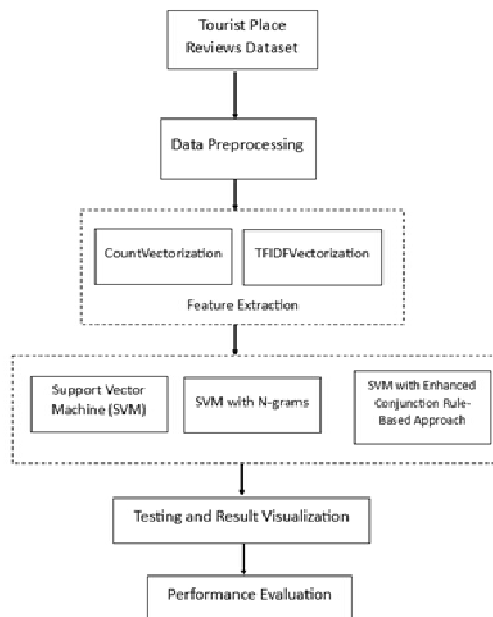 Tourist Place
Reviews Dataset
Data Preprocessing
CountVectorization
TFIDFVectorization
Feature Extraction
Support Vector
Machine (SVM)
SVM with N-grams
SVM with Enhanced
Conjunction Rule-
Based Approach
Testing and Result Visualization
Performance Evaluation